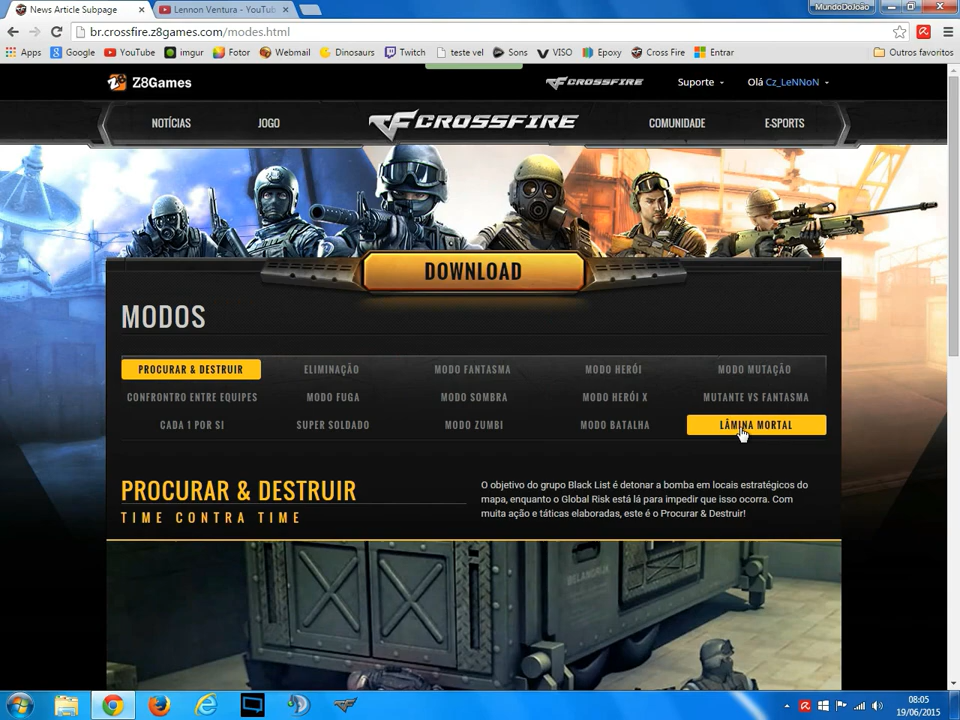 News Article Subpage
Lennon Ventura - YouTub
MundoDoJoão
br.crossfire.z8games.com/modes.html
Apps
Google
YouTube
imgur
Fotor
Webmail
Dinosaurs
Twitch
teste vel
Sons
VISO
Epoxy
Cross Fire
Entrar
Outros favoritos
Z8Games
CROSSFIRE
Suporte
Olá Cz_LeNNoN
NOTÍCIAS
JOGO
CROSSFIRE
COMUNIDADE
E-SPORTS
DOWNLOAD
MODOS
PROCURAR & DESTRUIR
ELIMINAÇÃO
MODO FANTASMA
MODO HERÓI
MODO MUTAÇÃO
CONFRONTRO ENTRE EQUIPES
MODO FUGA
MODO SOMBRA
MODO HERÓI X
MUTANTE VS FANTASMA
CADA 1 POR SI
SUPER SOLDADO
MODO ZUMBI
MODO BATALHA
LÂMINA MORTAL
PROCURAR & DESTRUIR
TIME CONTRA TIME
O objetivo do grupo Black List é detonar a bomba em locais estratégicos do
mapa, enquanto o Global Risk está lá para impedir que isso ocorra. Com
muita ação e táticas elaboradas, este é o Procurar & Destruir!
BELANGRIJK
08:05
19/06/2015